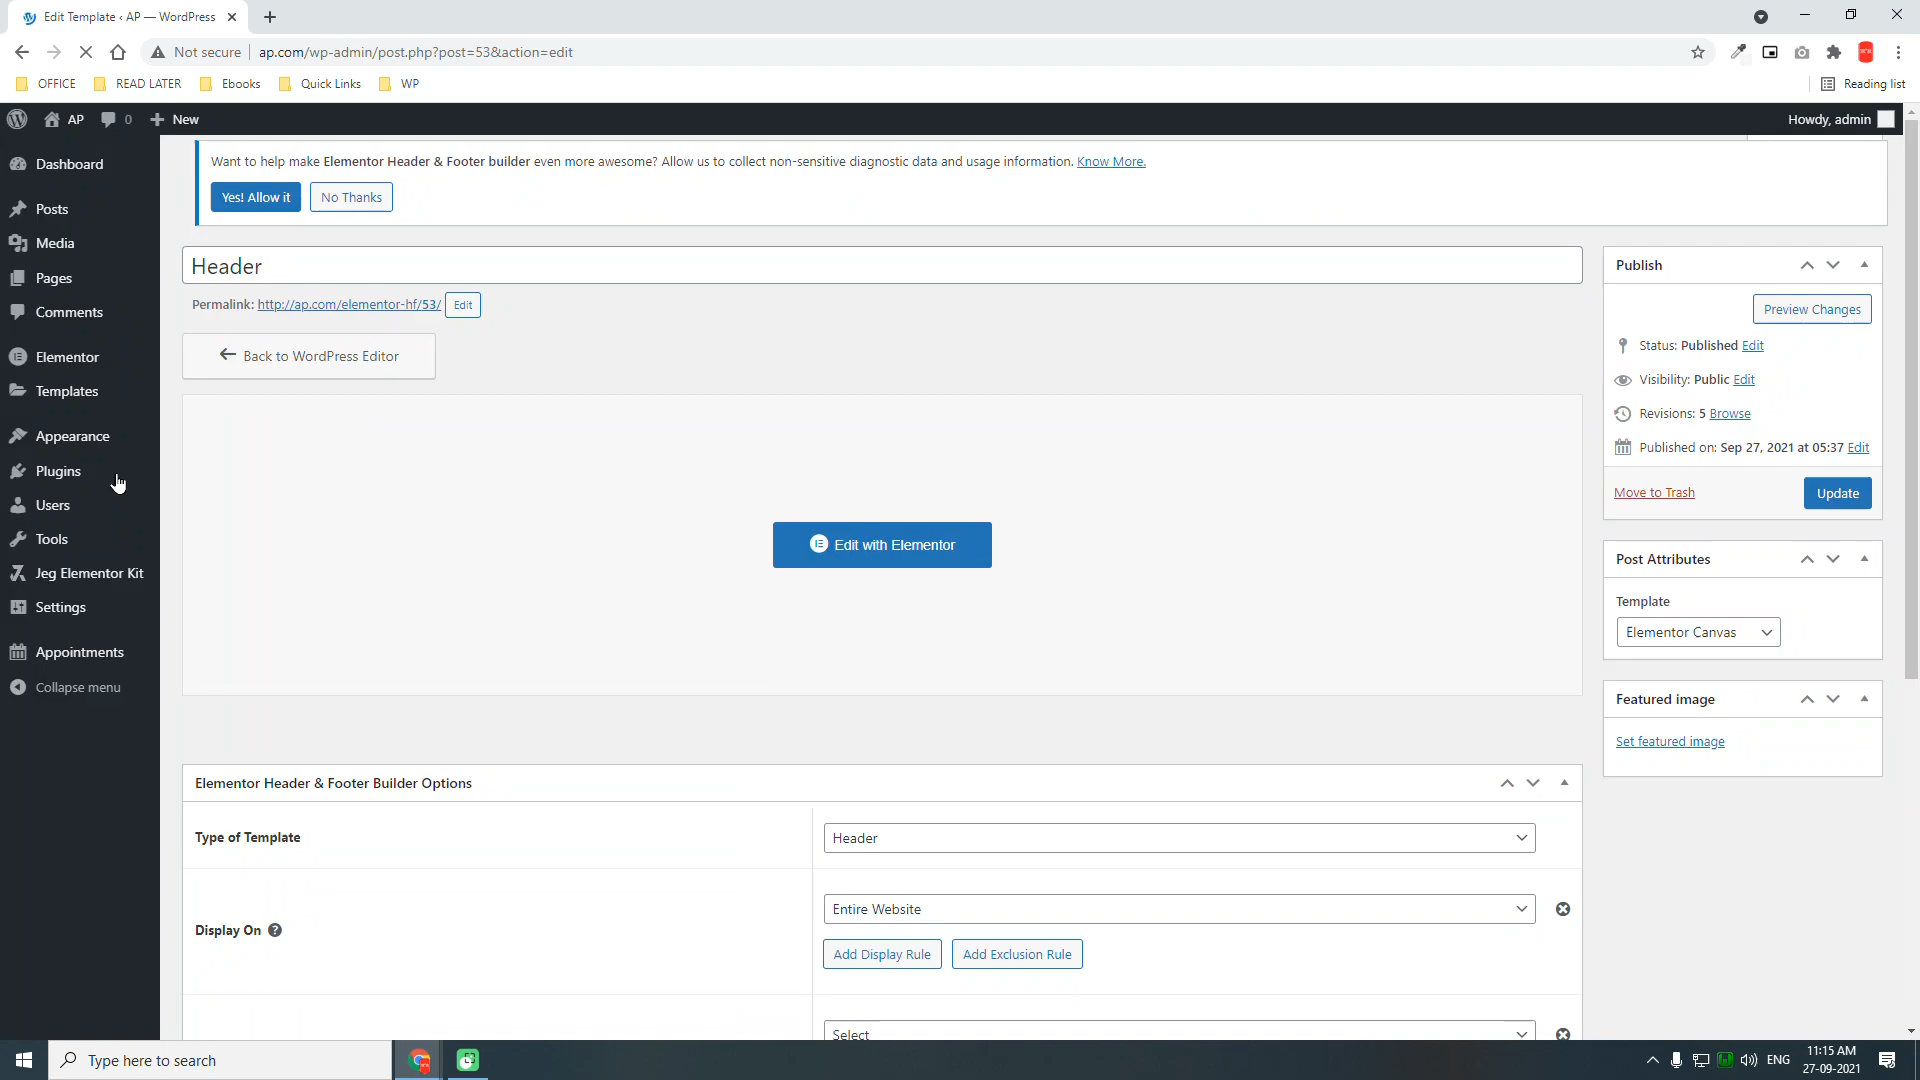 Edit Template ‹ AP — WordPress
Not secure ap.com/wp-admin/post.php?post=53&action=edit
OFFICE READ LATER Ebooks Quick Links WP Reading list
AP 0 New Howdy, admin
Want to help make Elementor Header & Footer builder even more awesome? Allow us to collect non-sensitive diagnostic data and usage information. Know More.
Yes! Allow it No Thanks
Dashboard
Posts
Media
Pages
Comments
Elementor
Templates
Appearance
Plugins
Users
Tools
Jeg Elementor Kit
Settings
Appointments
Collapse menu
Header
Permalink: http://ap.com/elementor-hf/53/ Edit
Back to WordPress Editor
Edit with Elementor
Elementor Header & Footer Builder Options
Type of Template Header
Display On ? Entire Website
Add Display Rule Add Exclusion Rule
Select
Publish
Preview Changes
Status: Published Edit
Visibility: Public Edit
Revisions: 5 Browse
Published on: Sep 27, 2021 at 05:37 Edit
Move to Trash Update
Post Attributes
Template
Elementor Canvas
Featured image
Set featured image
Type here to search
ENG
11:15 AM
27-09-2021